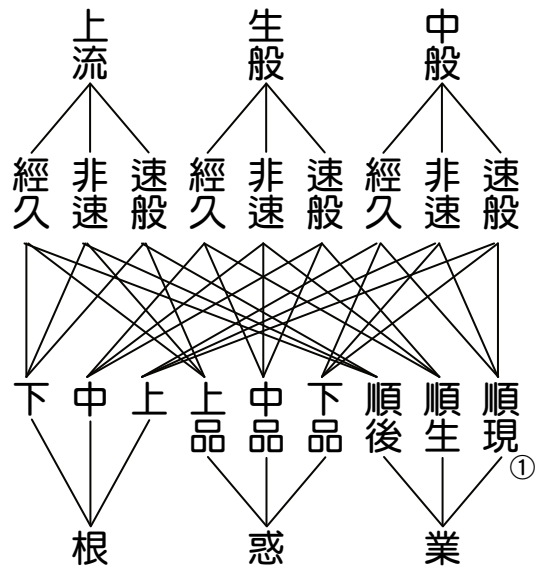 上流 生般 中般
經久 非速 速般 經久 非速 速般 經久 非速 速般
下 中 上 上品 中品 下品 順後 順生 順現
①
根 惑 業